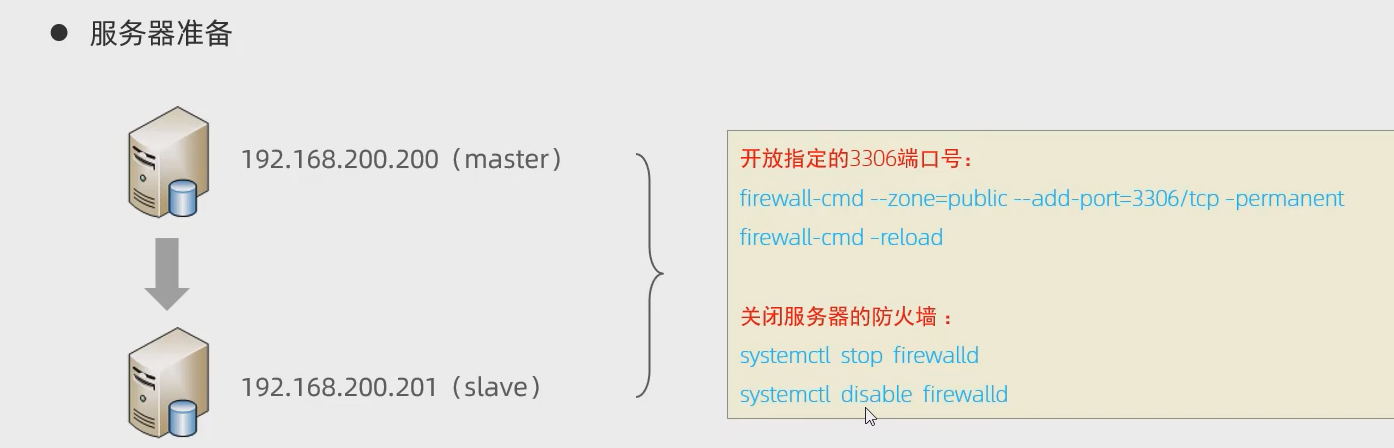 服务器准备
192.168.200.200（master）
192.168.200.201（slave）
开放指定的3306端口号：
firewall-cmd --zone=public --add-port=3306/tcp –permanent
firewall-cmd –reload
关闭服务器的防火墙：
systemctl stop firewalld
systemctl disable firewalld